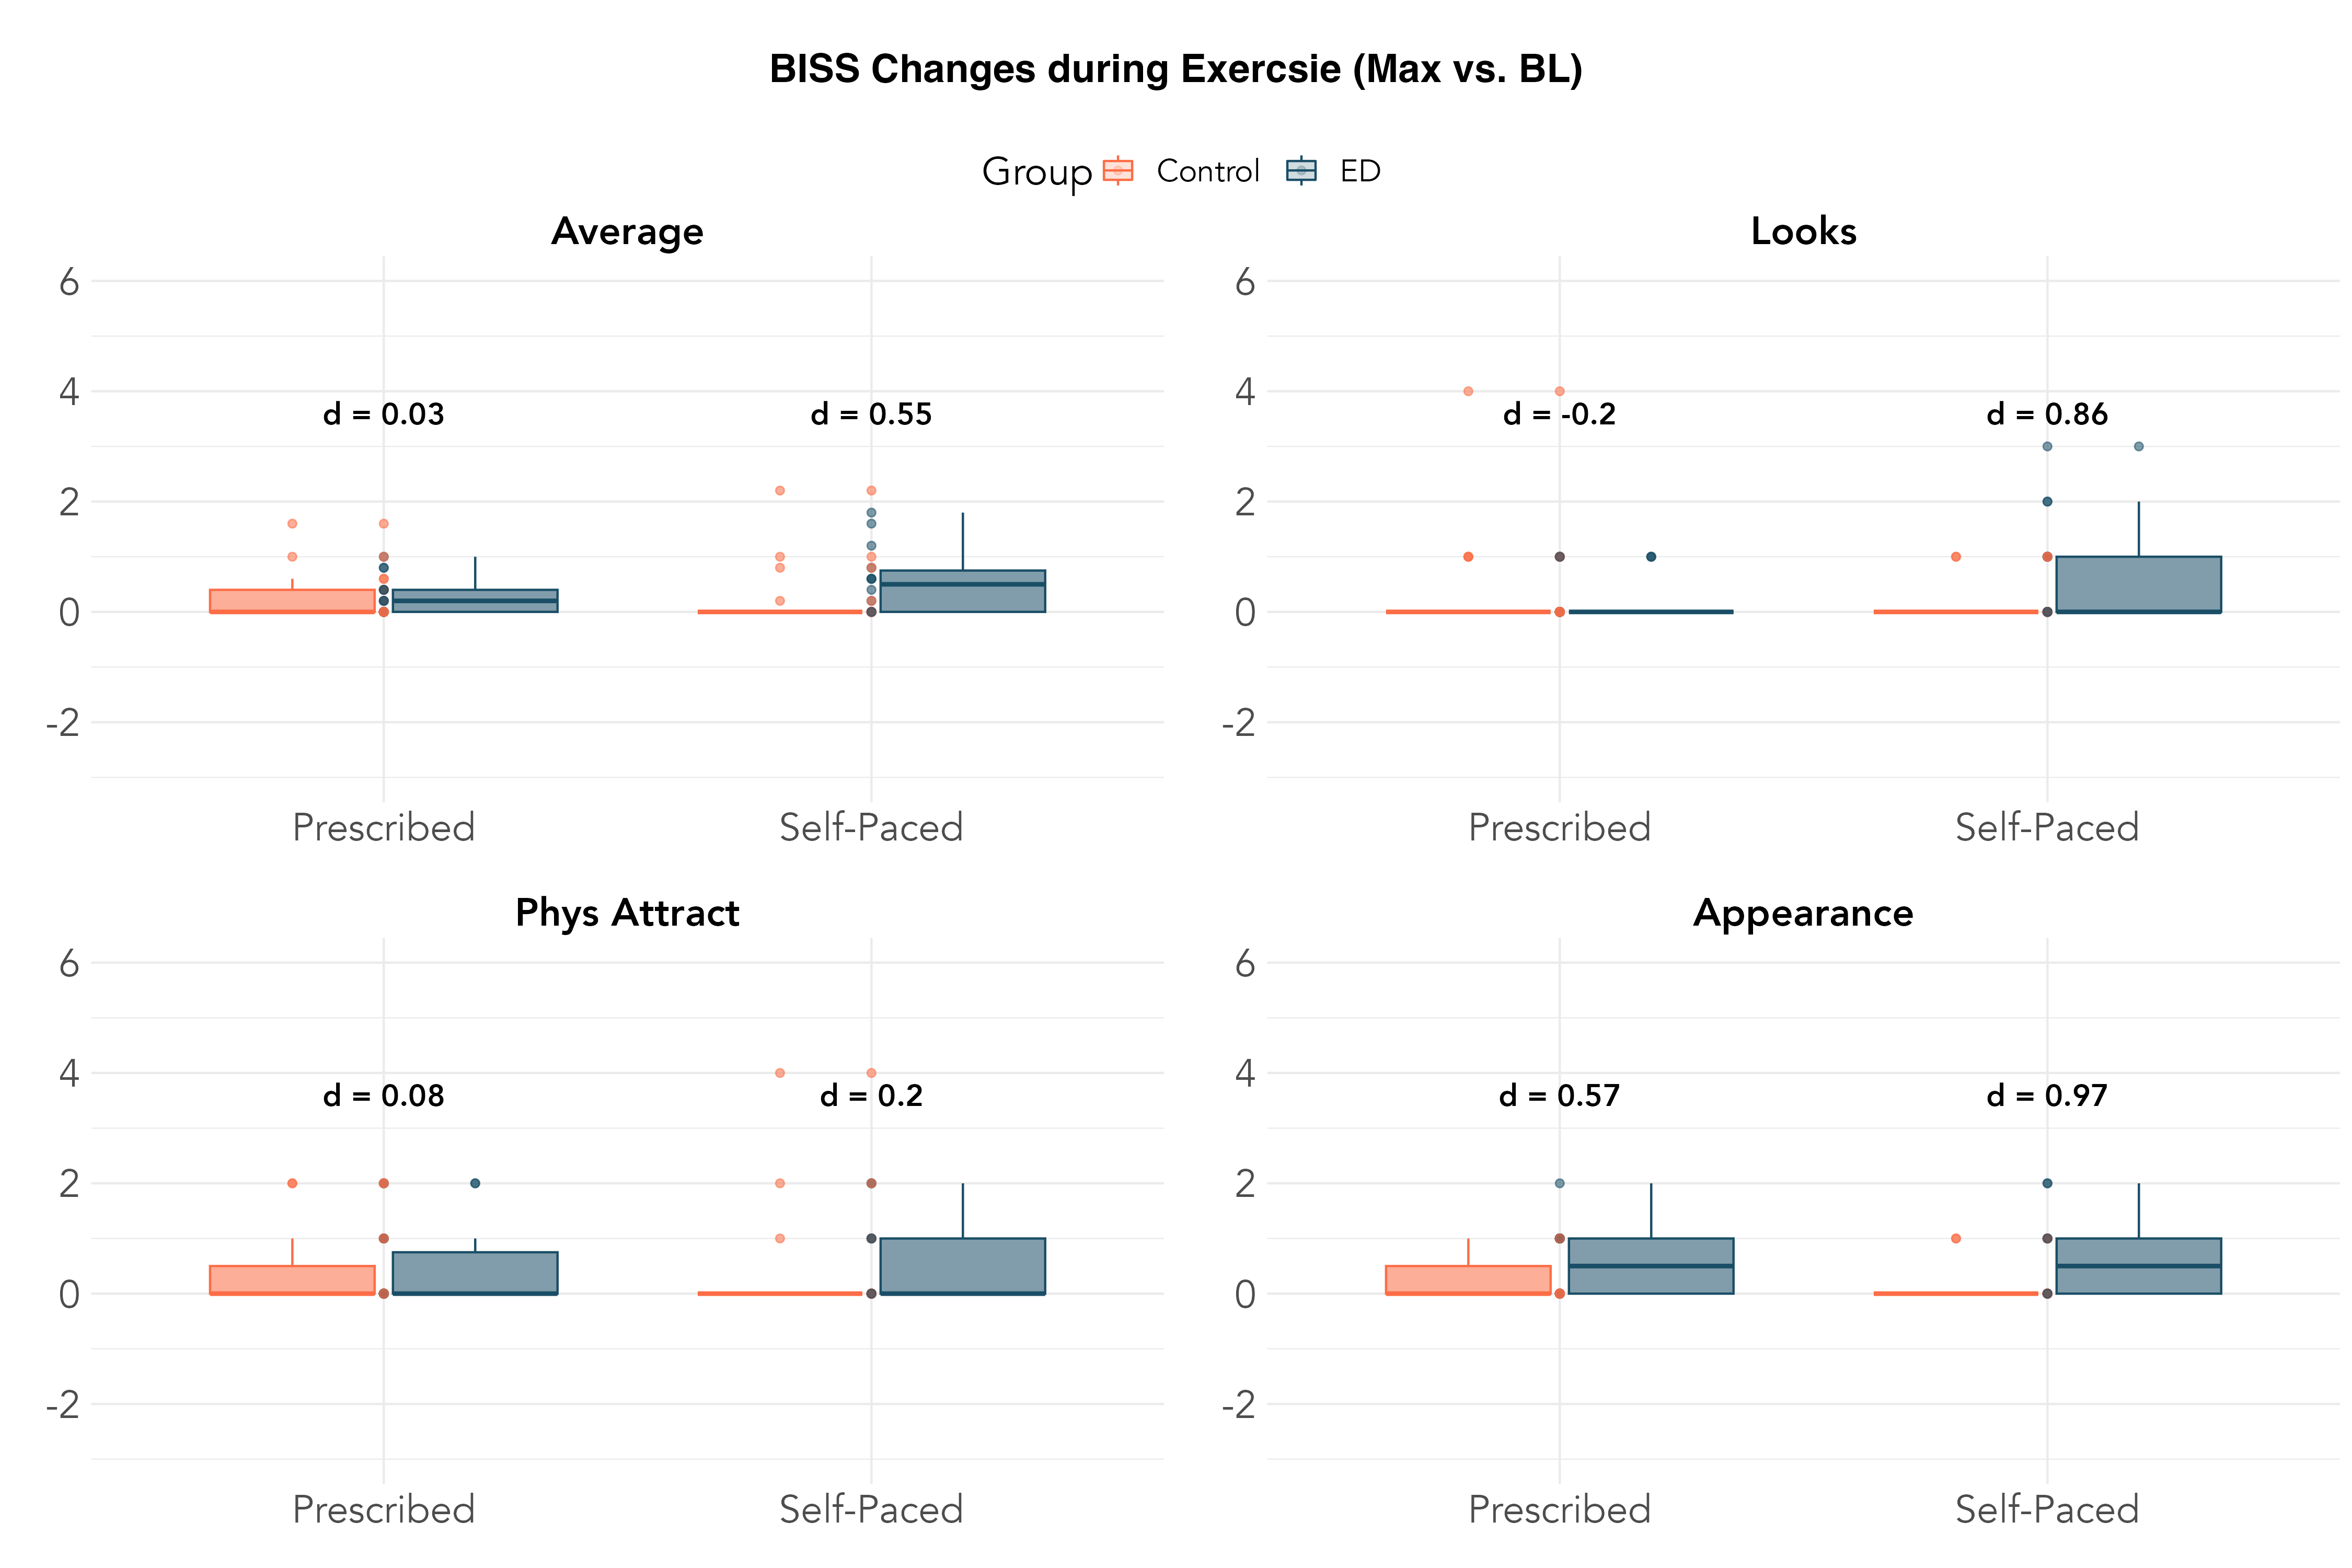 BISS Changes during Exercsie (Max vs. BL)
Group Control ED
Average
6
4
2
0
-2
d = 0.03
d = 0.55
Prescribed
Self-Paced
Looks
6
4
2
0
-2
d = -0.2
d = 0.86
Prescribed
Self-Paced
Phys Attract
6
4
2
0
-2
d = 0.08
d = 0.2
Prescribed
Self-Paced
Appearance
6
4
2
0
-2
d = 0.57
d = 0.97
Prescribed
Self-Paced